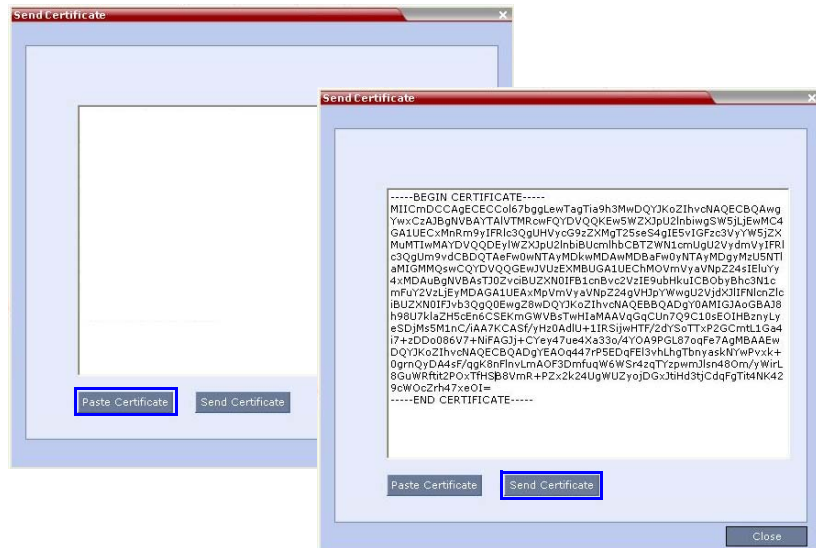 Send Certificate
Paste Certificate
Send Certificate
Send Certificate
-----BEGIN CERTIFICATE-----
MIICmDCCAgECECCol67bggLewTagTia9h3MwDQYJKoZIhvcNAQECBQAwg
YwxCzAJBgNVBAYTAlVTMRcwFQYDVQQKEw5WZXJpU2lnbiwgSW5jLjEwMC4
GA1UECxMnRm9yIFRlc3QgUHVycG9zZXMgT25seS4gIE5vIGFzc3VyYW5jZX
MuMTIwMAYDVQQDEylWZXJpU2lnbiBUcmlhbCBTZWN1cmUgU2VydmVyIFRl
c3QgUm9vdCBDQTAeFw0wNTAyMDkwMDAwMDBaFw0yNTAyMDgyMzU5NTl
aMIGMMQswCQYDVQQGEwJVUzEXMBUGA1UEChMOVmVyaVNpZ24sIEluYy
4xMDAuBgNVBAsTJ0ZvciBUZXN0IFB1cnBvc2VzIE9ubHkuICBObyBhc3N1c
mFuY2VzLjEyMDAGA1UEAxMpVmVyaVNpZ24gVHJpYWwgU2VjdXJlIFNlcnZlc
iBUZXN0IFJvb3QgQ0EwgZ8wDQYJKoZIhvcNAQEBBQADgY0AMIGJAoGBAJ8
h98U7klaZH5cEn6CSEKmGWVBsTwHIaMAAVqGqCUn7Q9C10sEOIHBznyLy
eSDjMs5M1nC/iAA7KCASf/yHz0AdlU+1IRSijwHTF/2dYSoTTxP2GCmtL1Ga4
i7+zDDo086V7+NiFAGJj+CYey47ue4Xa33o/4YOA9PGL87oqFe7AgMBAAEw
DQYJKoZIhvcNAQECBQADgYEAOq447rP5EDqFEl3vhLhgTbnyaskNYwPvxk+
0grnQyDA4sF/qgK8nFlnvLmAOF3DmfuqW6WSr4zqTYzpwmJlsn48Om/yWirL
8GuWRftit2POxTfHSB8VmR+PZx2k24UgWUZyojDGxJtiHd3tjCdqFgTit4NK42
9cWOcZrh47xeOI=
-----END CERTIFICATE-----
Paste Certificate
Send Certificate
Close